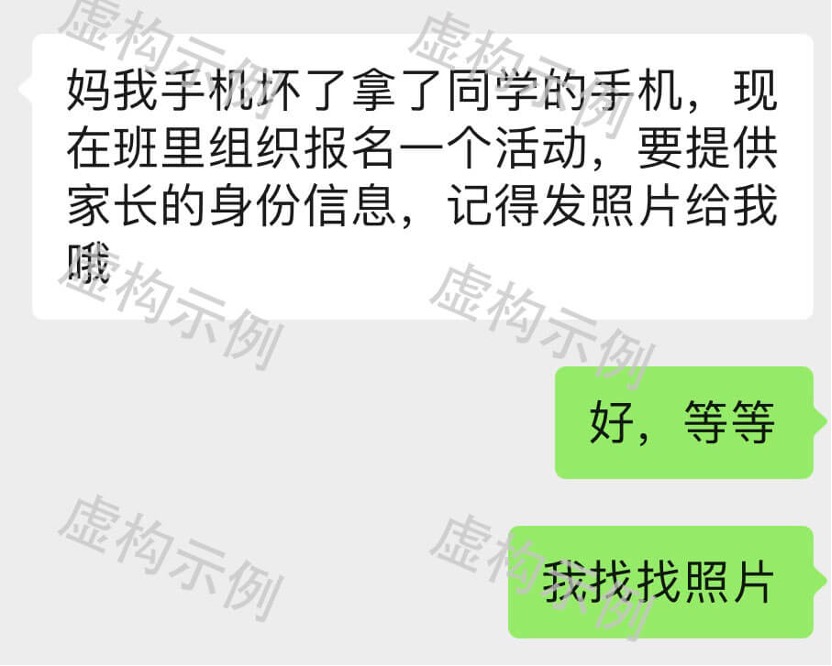 虚构示例 虚构示例
妈我手机坏了拿了同学的手机，现
在班里组织报名一个活动，要提供
家长的身份信息，记得发照片给我
哦
虚构示例 虚构示例
好，等等
虚构示例 虚构示例
我找找照片